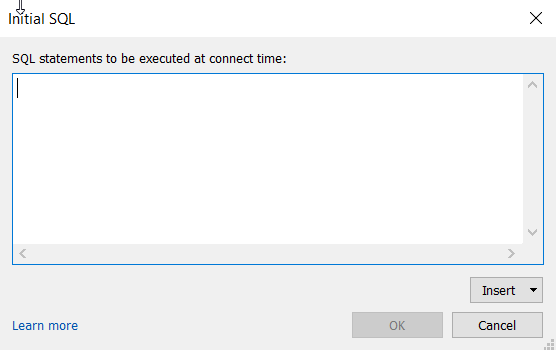 Initial SQL
SQL statements to be executed at connect time:
Insert
Learn more
OK
Cancel